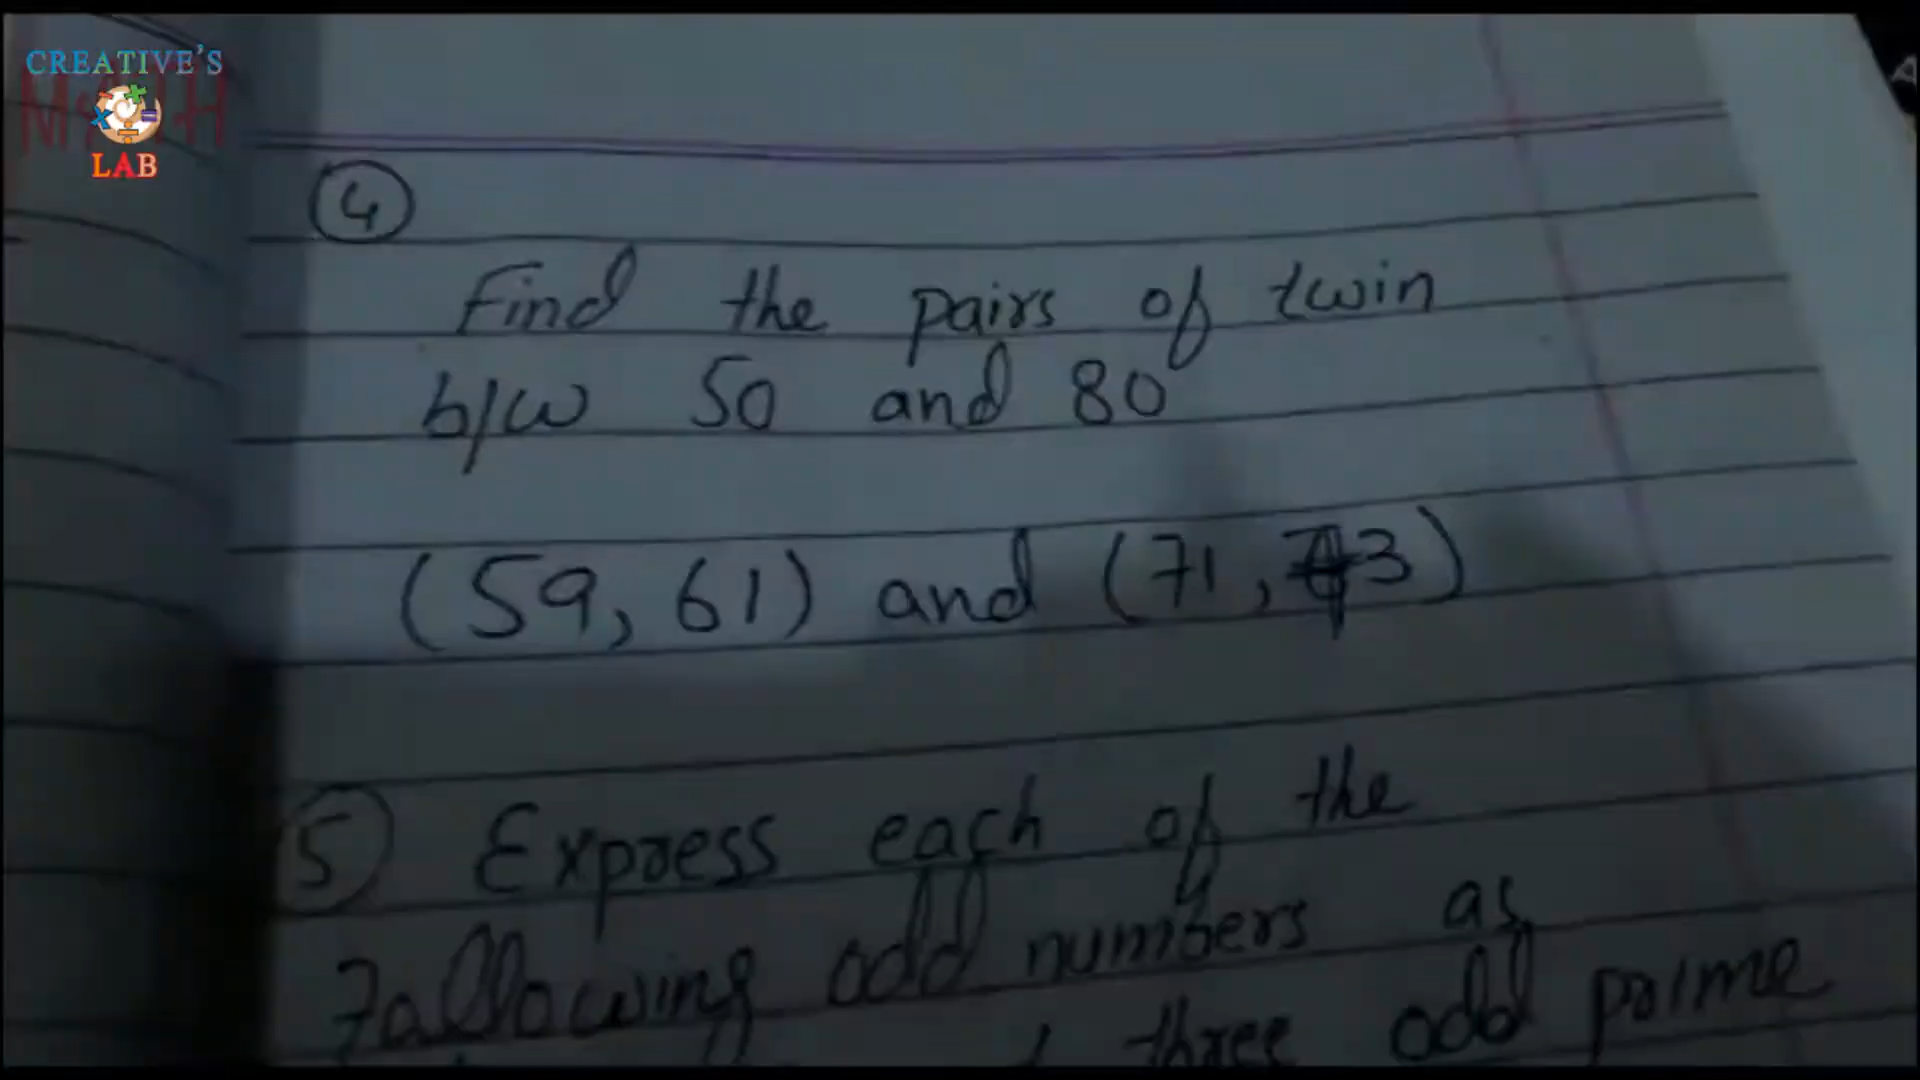 CREATIVE'S
MATH
LAB
4
Find the pairs of twin
b/w 50 and 80
(59, 61) and (71, 73)
5 Express each of the
Following odd numbers as
three odd prime